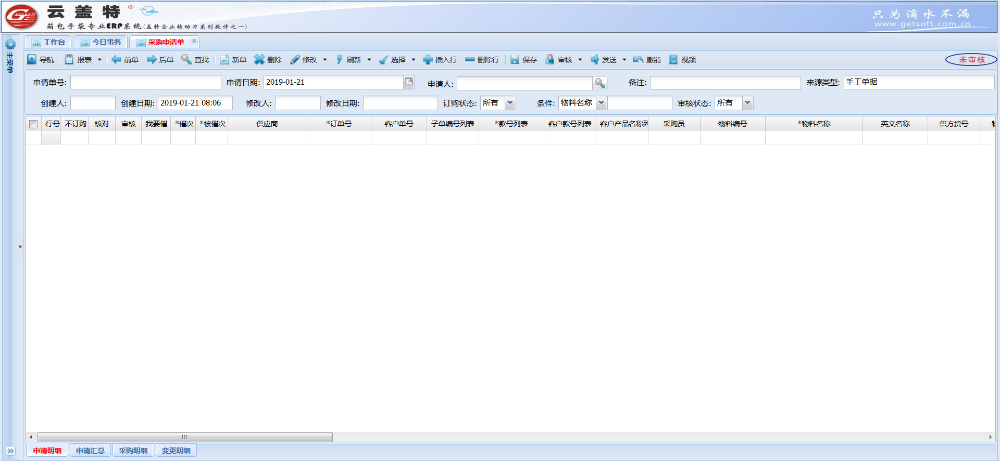 云盖特®
箱包手袋专业ERP系统(盖特企业核动力系列软件之一)
只为滴水不漏
www.getsoft.com.cn
主菜单
工作台 今日事务 采购申请单
导航 报表 前单 后单 查找 新单 删除 修改 刷新 选择 插入行 删除行 保存 审核 发送 撤销 视频 未审核
申请单号: 申请日期: 2019-01-21 申请人: 备注: 来源类型: 手工单据
创建人: 创建日期: 2019-01-21 08:06 修改人: 修改日期: 订购状态: 所有 条件: 物料名称 审核状态: 所有
行号 不订购 核对 审核 我要催 *催次 *被催次 供应商 *订单号 客户单号 子单编号列表 *款号列表 客户款号列表 客户产品名称列 采购员 物料编号 *物料名称 英文名称 供方货号
申请明细 申请汇总 采购明细 变更明细